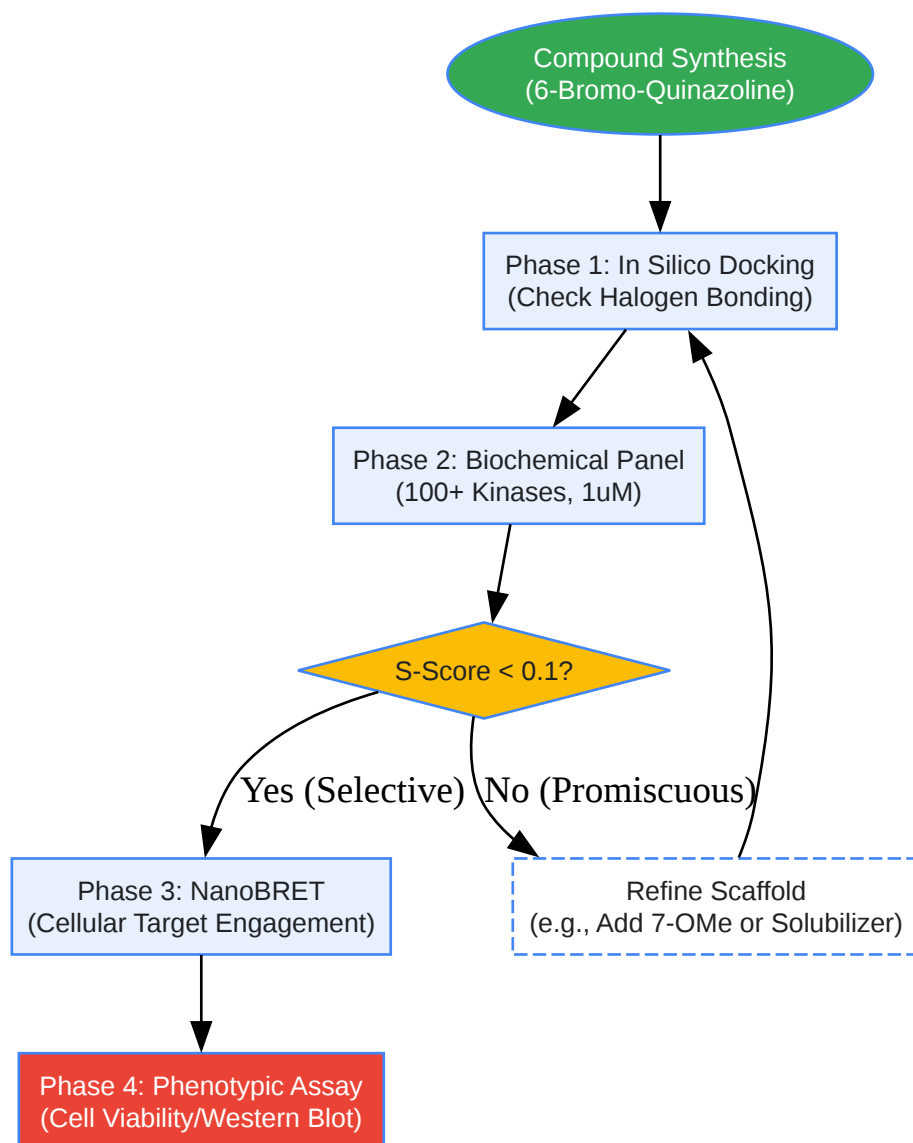 Compound Synthesis
(6-Bromo-Quinazoline)
Phase 1: In Silico Docking
(Check Halogen Bonding)
Phase 2: Biochemical Panel
(100+ Kinases, 1uM)
S-Score < 0.1?
Yes (Selective)
No (Promiscuous)
Phase 3: NanoBRET
(Cellular Target Engagement)
Refine Scaffold
(e.g., Add 7-OMe or Solubilizer)
Phase 4: Phenotypic Assay
(Cell Viability/Western Blot)